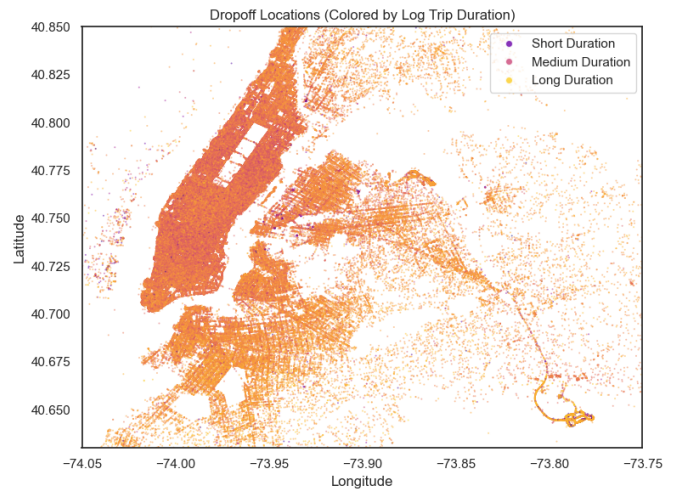 Dropoff Locations (Colored by Log Trip Duration)
Short Duration
Medium Duration
Long Duration
Latitude
40.850
40.825
40.800
40.775
40.750
40.725
40.700
40.675
40.650
−74.05 −74.00 −73.95 −73.90 −73.85 −73.80 −73.75
Longitude